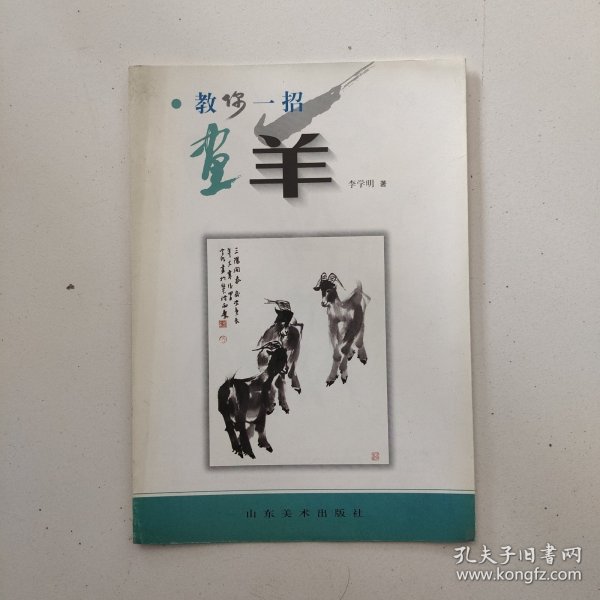 教你一招
画羊
李学明 著
山东美术出版社
孔夫子旧书网
www.kongfz.com